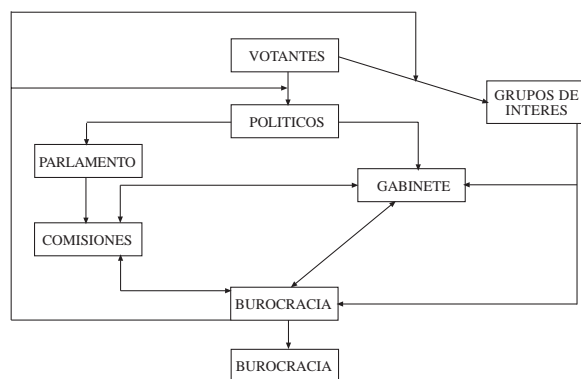 VOTANTES
GRUPOS DE
INTERES
POLITICOS
PARLAMENTO
GABINETE
COMISIONES
BUROCRACIA
BUROCRACIA